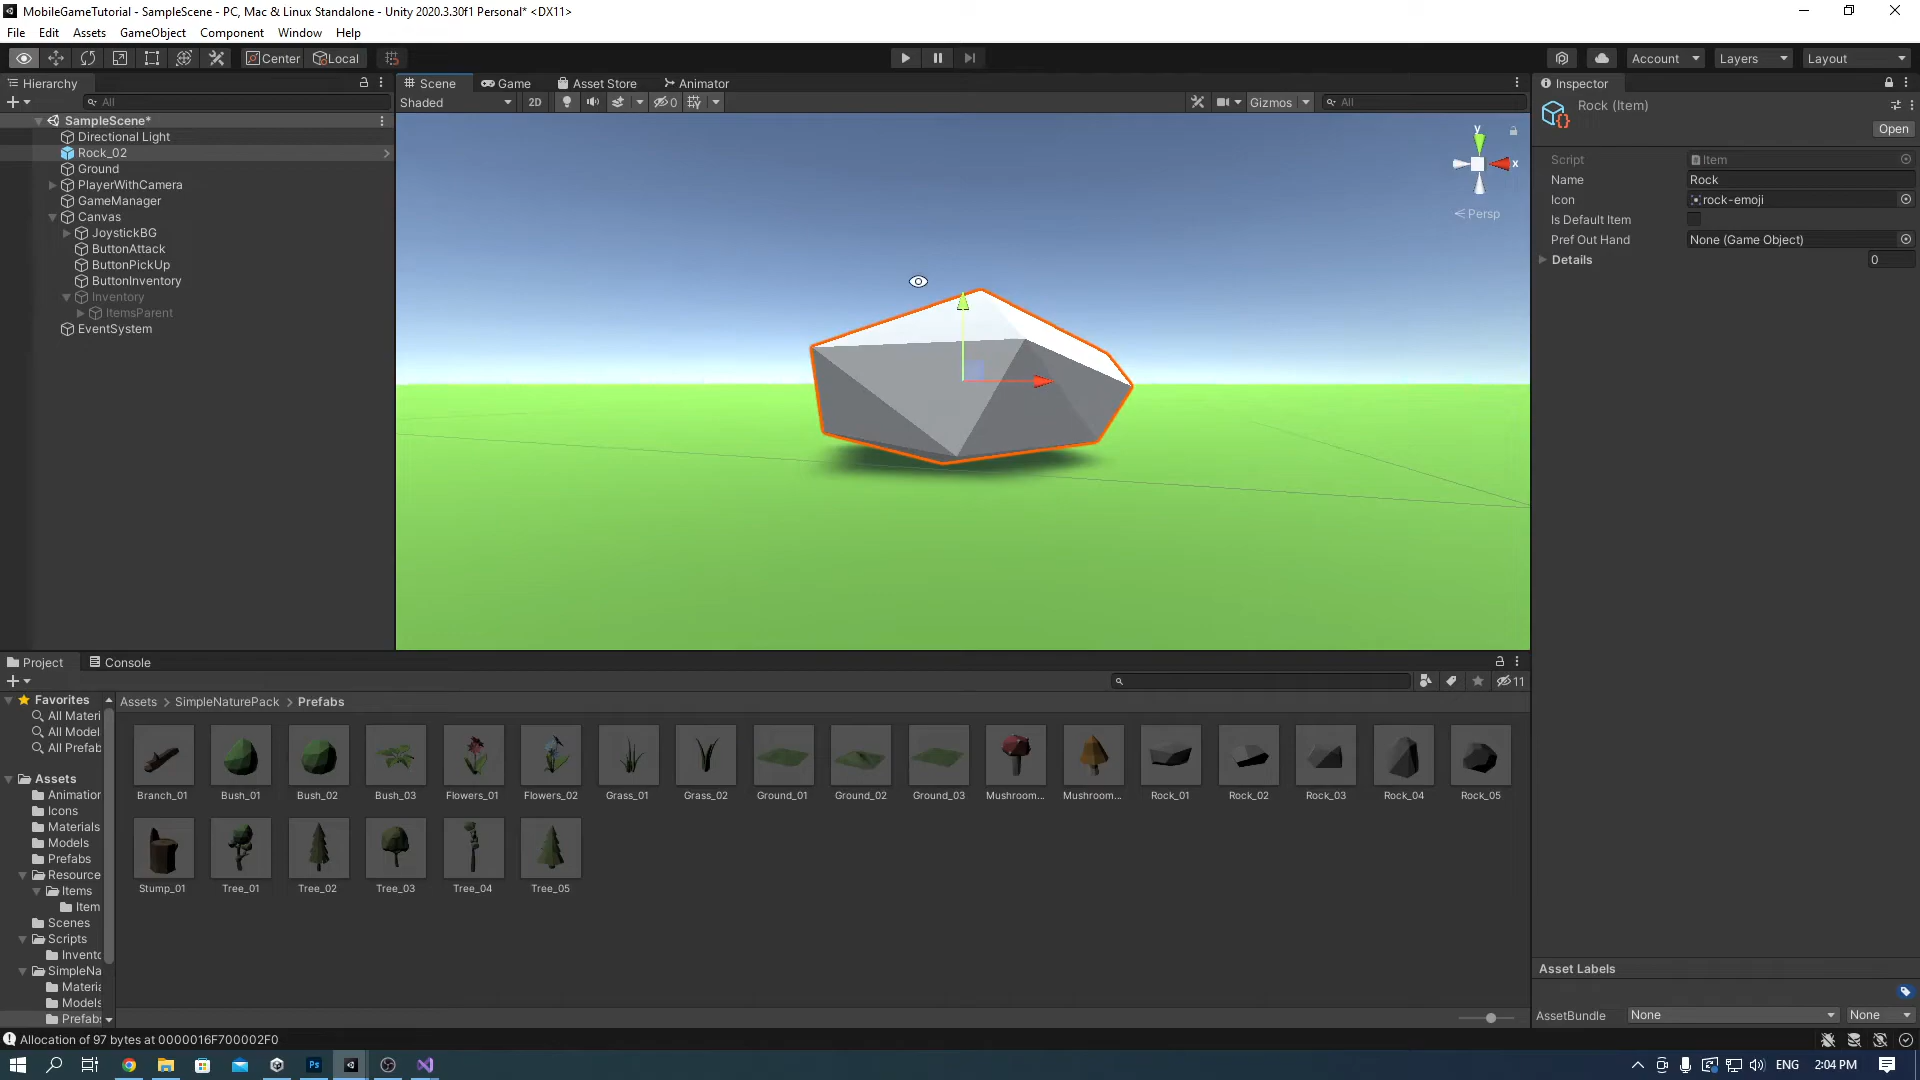 MobileGameTutorial - SampleScene - PC, Mac & Linux Standalone - Unity 2020.3.30f1 Personal* <DX11>
File Edit Assets GameObject Component Window Help
Center Local Account Layers Layout
Hierarchy
All
SampleScene*
Directional Light
Rock_02
Ground
PlayerWithCamera
GameManager
Canvas
JoystickBG
ButtonAttack
ButtonPickUp
ButtonInventory
Inventory
ItemsParent
EventSystem
Scene Game Asset Store Animator
Shaded 2D 0 Gizmos All
y
x
Persp
Inspector
Rock (Item)
Open
Script Item
Name Rock
Icon rock-emoji
Is Default Item
Pref Out Hand None (Game Object)
Details 0
Project Console
11
Favorites
All Materi
All Model
All Prefab
Assets
Animation
Icons
Materials
Models
Prefabs
Resource
Items
Item
Scenes
Scripts
Invento
SimpleNa
Materia
Models
Prefabs
Assets > SimpleNaturePack > Prefabs
Branch_01 Bush_01 Bush_02 Bush_03 Flowers_01 Flowers_02 Grass_01 Grass_02 Ground_01 Ground_02 Ground_03 Mushroom... Mushroom... Rock_01 Rock_02 Rock_03 Rock_04 Rock_05
Stump_01 Tree_01 Tree_02 Tree_03 Tree_04 Tree_05
Asset Labels
AssetBundle None None
Allocation of 97 bytes at 0000016F700002F0
Ps ENG 2:04 PM